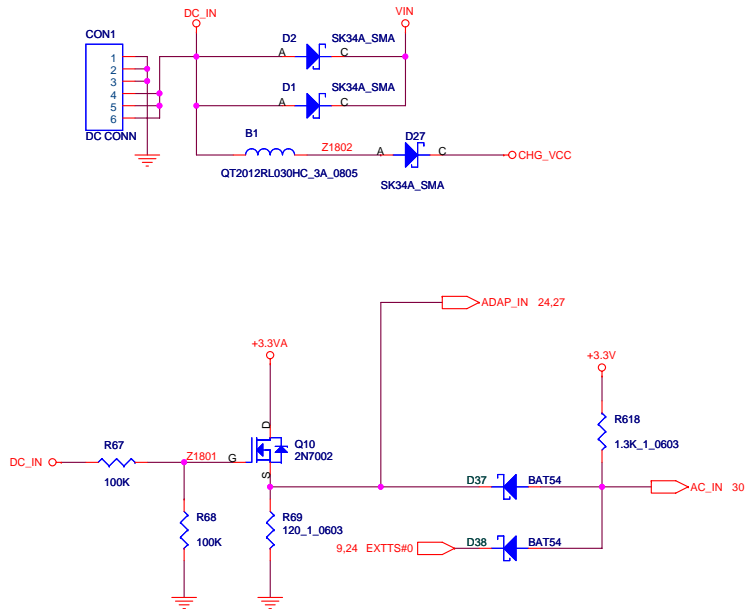 DC_IN
VIN
CON1
D2
SK34A_SMA
A
C
1
2
3
4
5
6
DC CONN
D1
SK34A_SMA
A
C
B1
Z1802
D27
A
C
CHG_VCC
QT2012RL030HC_3A_0805
SK34A_SMA
ADAP_IN 24,27
+3.3VA
+3.3V
R618
1.3K_1_0603
D
Q10
2N7002
R67
Z1801
G
DC_IN
100K
S
D37
BAT54
AC_IN 30
R68
100K
R69
120_1_0603
9,24 EXTTS#0
D38
BAT54